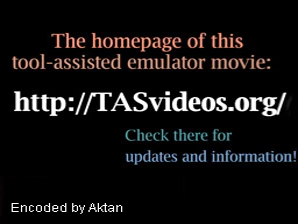 The homepage of this
tool-assisted emulator movie:
http://TASvideos.org/
Check there for
updates and information!
Encoded by Aktan